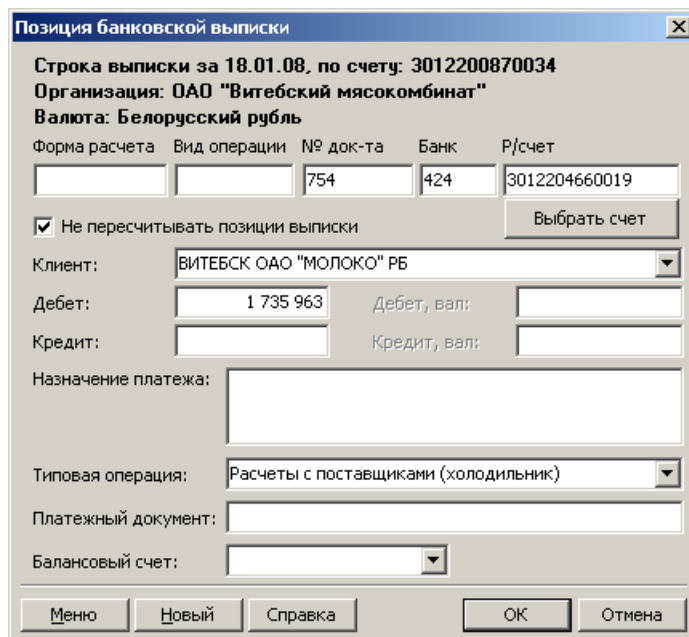 Позиция банковской выписки
Строка выписки за 18.01.08, по счету: 3012200870034
Организация: ОАО "Витебский мясокомбинат"
Валюта: Белорусский рубль
Форма расчета Вид операции № док-та Банк Р/счет
754 424 3012204660019
Не пересчитывать позиции выписки Выбрать счет
Клиент: ВИТЕБСК ОАО "МОЛОКО" РБ
Дебет: 1 735 963 Дебет, вал:
Кредит: Кредит, вал:
Назначение платежа:
Типовая операция: Расчеты с поставщиками (холодильник)
Платежный документ:
Балансовый счет:
Меню Новый Справка ОК Отмена